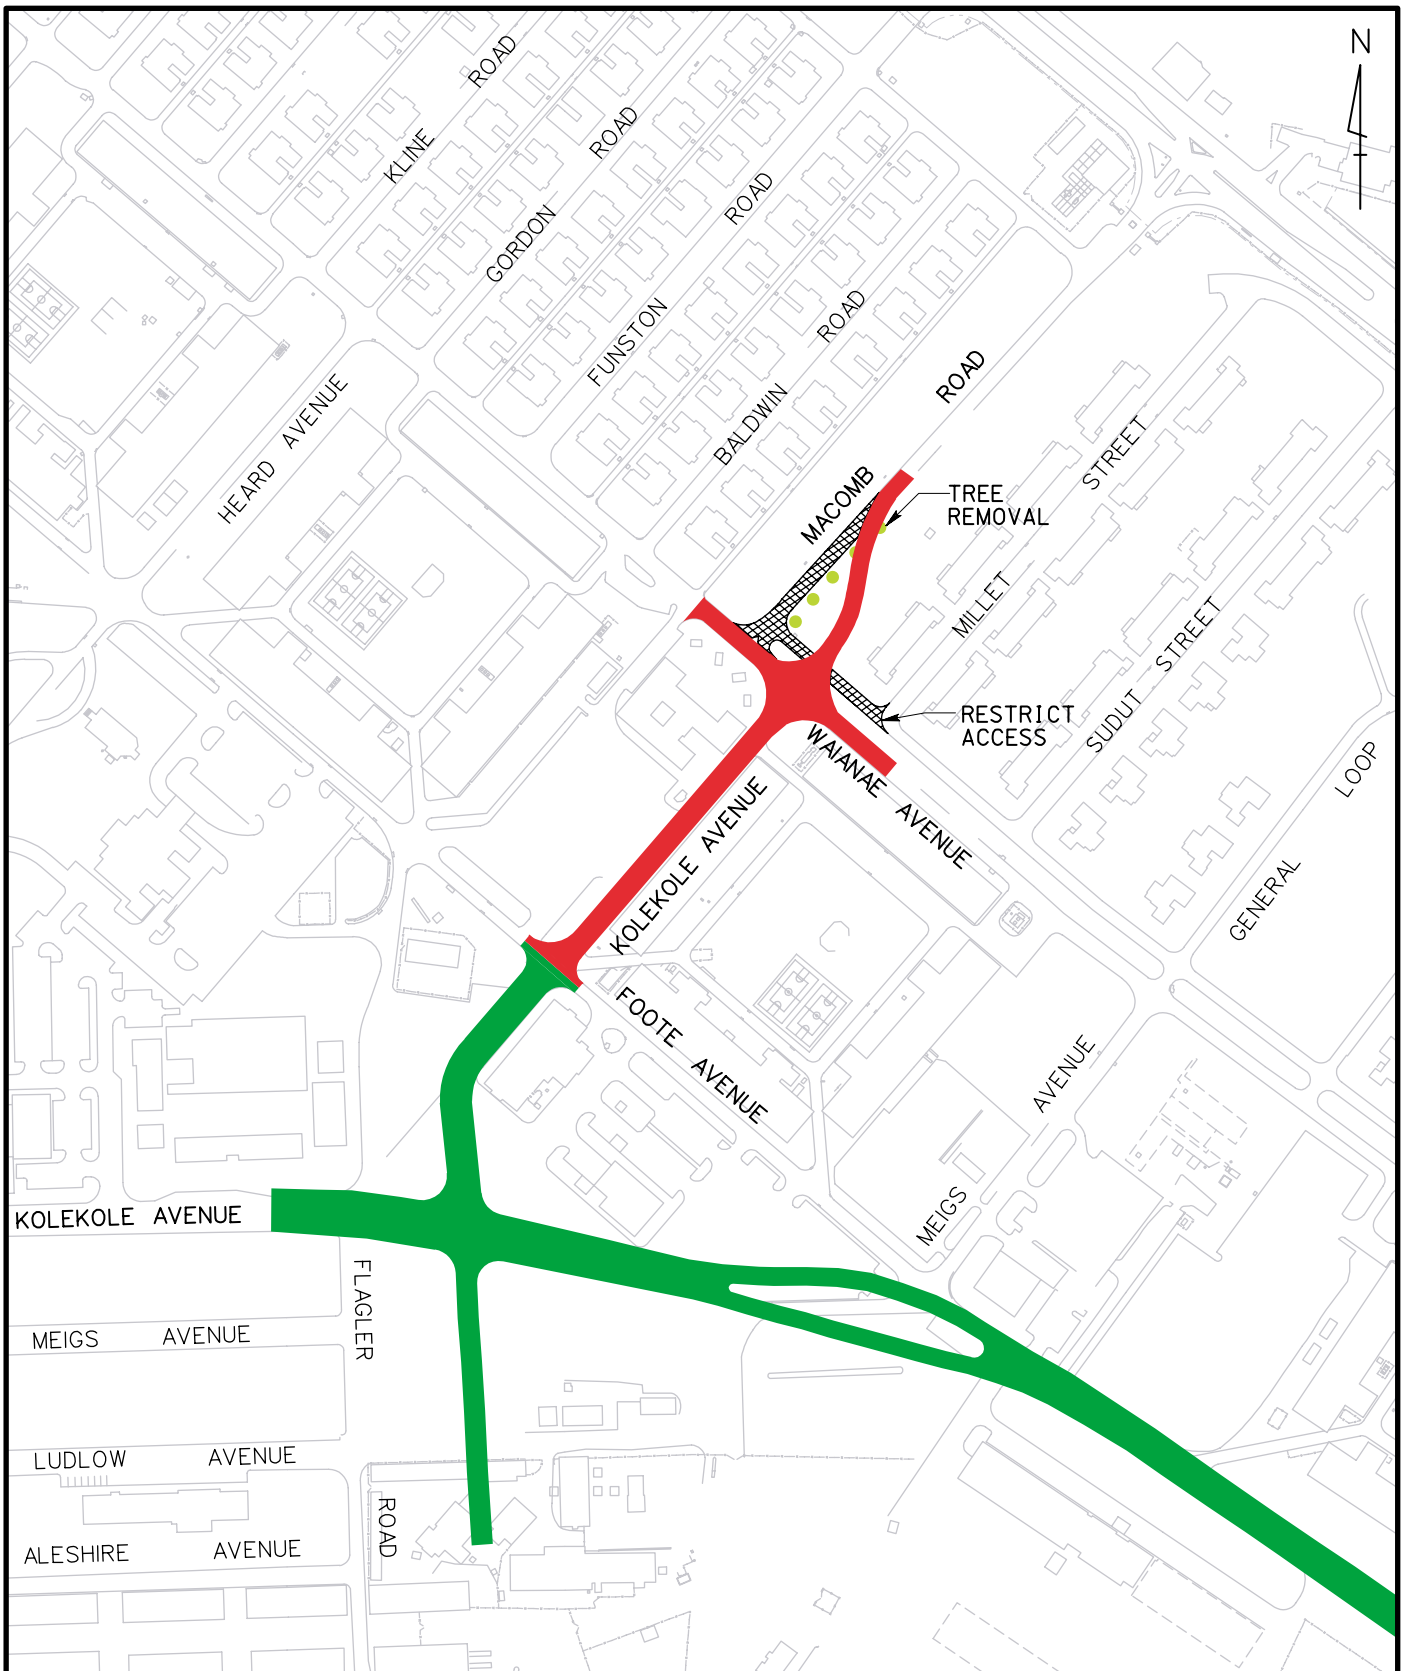 N
KLINE ROAD
GORDON ROAD
FUNSTON ROAD
BALDWIN ROAD
HEARD AVENUE
MACOMB ROAD
TREE
REMOVAL
MILLET STREET
SUDUT STREET
RESTRICT
ACCESS
WAIANAE AVENUE
GENERAL LOOP
KOLEKOLE AVENUE
FOOTE AVENUE
MEIGS AVENUE
KOLEKOLE AVENUE
FLAGLER ROAD
MEIGS AVENUE
LUDLOW AVENUE
ALESHIRE AVENUE